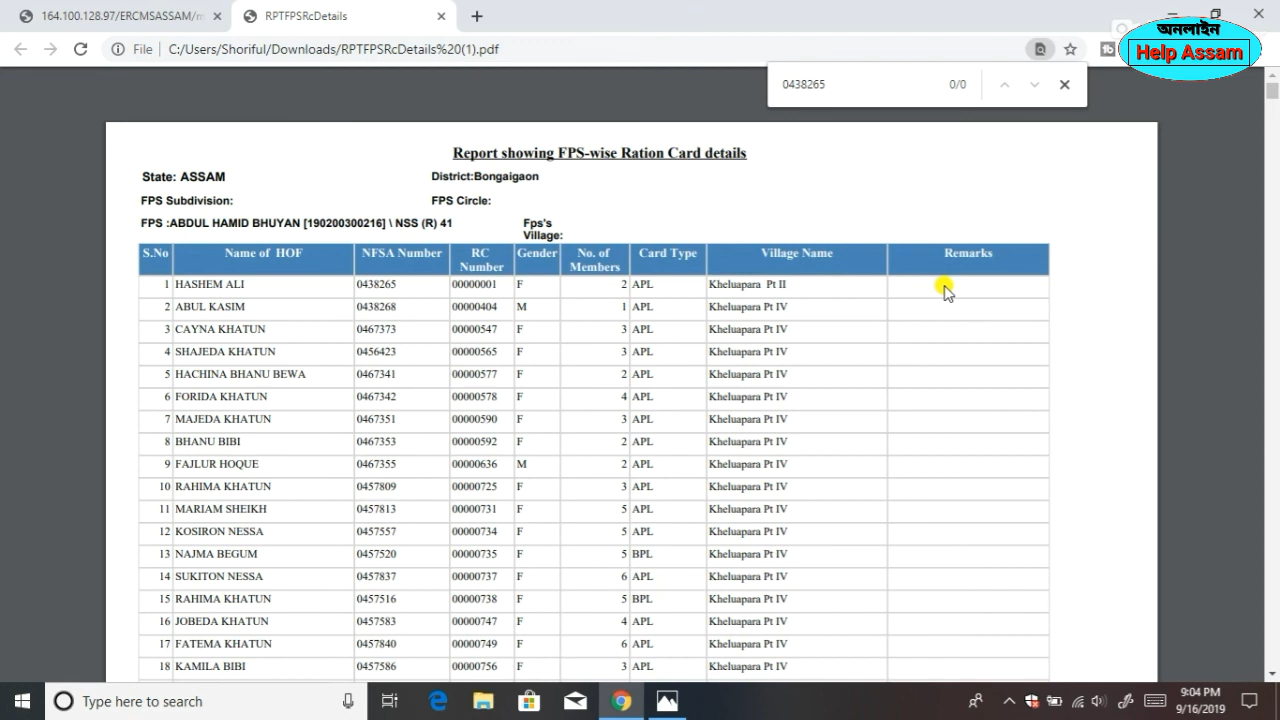 164.100.128.97/ERCMSASSAM/m
RPTFPSRcDetails
অনলাইন
Help Assam
File C:/Users/Shoriful/Downloads/RPTFPSRcDetails%20(1).pdf
0438265 0/0
Report showing FPS-wise Ration Card details
State: ASSAM District:Bongaigaon
FPS Subdivision: FPS Circle:
FPS :ABDUL HAMID BHUYAN [190200300216] \ NSS (R) 41 Fps's
Village:
S.No Name of HOF NFSA Number RC Gender No. of Card Type Village Name Remarks
Number Members
1 HASHEM ALI 0438265 00000001 F 2 APL Kheluapara Pt II
2 ABUL KASIM 0438268 00000404 M 1 APL Kheluapara Pt IV
3 CAYNA KHATUN 0467373 00000547 F 3 APL Kheluapara Pt IV
4 SHAJEDA KHATUN 0456423 00000565 F 3 APL Kheluapara Pt IV
5 HACHINA BHANU BEWA 0467341 00000577 F 2 APL Kheluapara Pt IV
6 FORIDA KHATUN 0467342 00000578 F 4 APL Kheluapara Pt IV
7 MAJEDA KHATUN 0467351 00000590 F 3 APL Kheluapara Pt IV
8 BHANU BIBI 0467353 00000592 F 2 APL Kheluapara Pt IV
9 FAJLUR HOQUE 0467355 00000636 M 2 APL Kheluapara Pt IV
10 RAHIMA KHATUN 0457809 00000725 F 3 APL Kheluapara Pt IV
11 MARIAM SHEIKH 0457813 00000731 F 5 APL Kheluapara Pt IV
12 KOSIRON NESSA 0457557 00000734 F 5 APL Kheluapara Pt IV
13 NAJMA BEGUM 0457520 00000735 F 5 BPL Kheluapara Pt IV
14 SUKITON NESSA 0457837 00000737 F 6 APL Kheluapara Pt IV
15 RAHIMA KHATUN 0457516 00000738 F 5 BPL Kheluapara Pt IV
16 JOBEDA KHATUN 0457583 00000747 F 4 APL Kheluapara Pt IV
17 FATEMA KHATUN 0457840 00000749 F 6 APL Kheluapara Pt IV
18 KAMILA BIBI 0457586 00000756 F 3 APL Kheluapara Pt IV
Type here to search
9:04 PM
9/16/2019